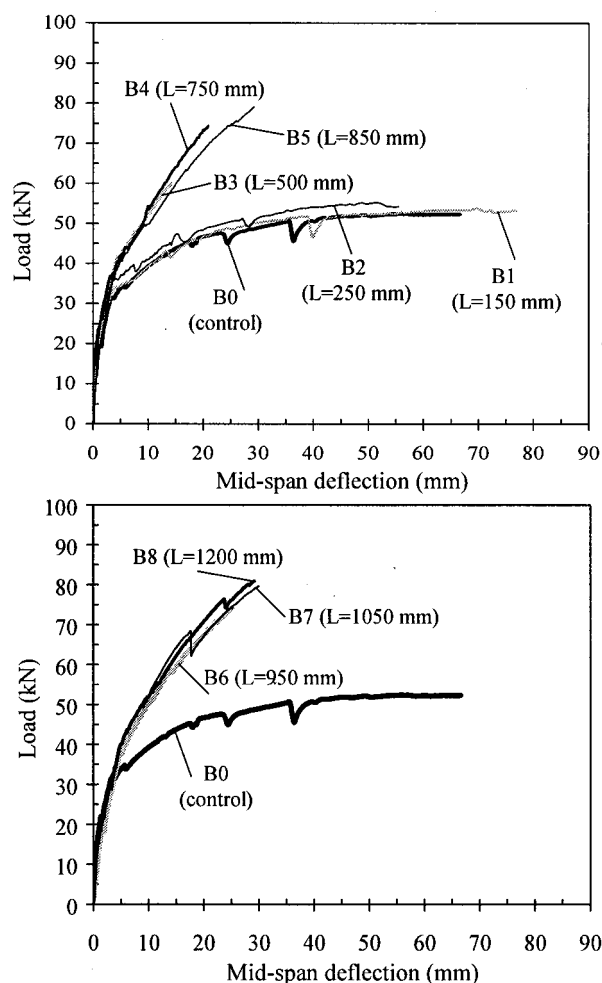 100
90
80
70
60
50
40
30
20
10
0
Load (kN)
B4 (L=750 mm)
B5 (L=850 mm)
B3 (L=500 mm)
B0
(control)
B2
(L=250 mm)
B1
(L=150 mm)
0 10 20 30 40 50 60 70 80 90
Mid-span deflection (mm)
100
90
80
70
60
50
40
30
20
10
0
Load (kN)
B8 (L=1200 mm)
B7 (L=1050 mm)
B6 (L=950 mm)
B0
(control)
0 10 20 30 40 50 60 70 80 90
Mid-span deflection (mm)